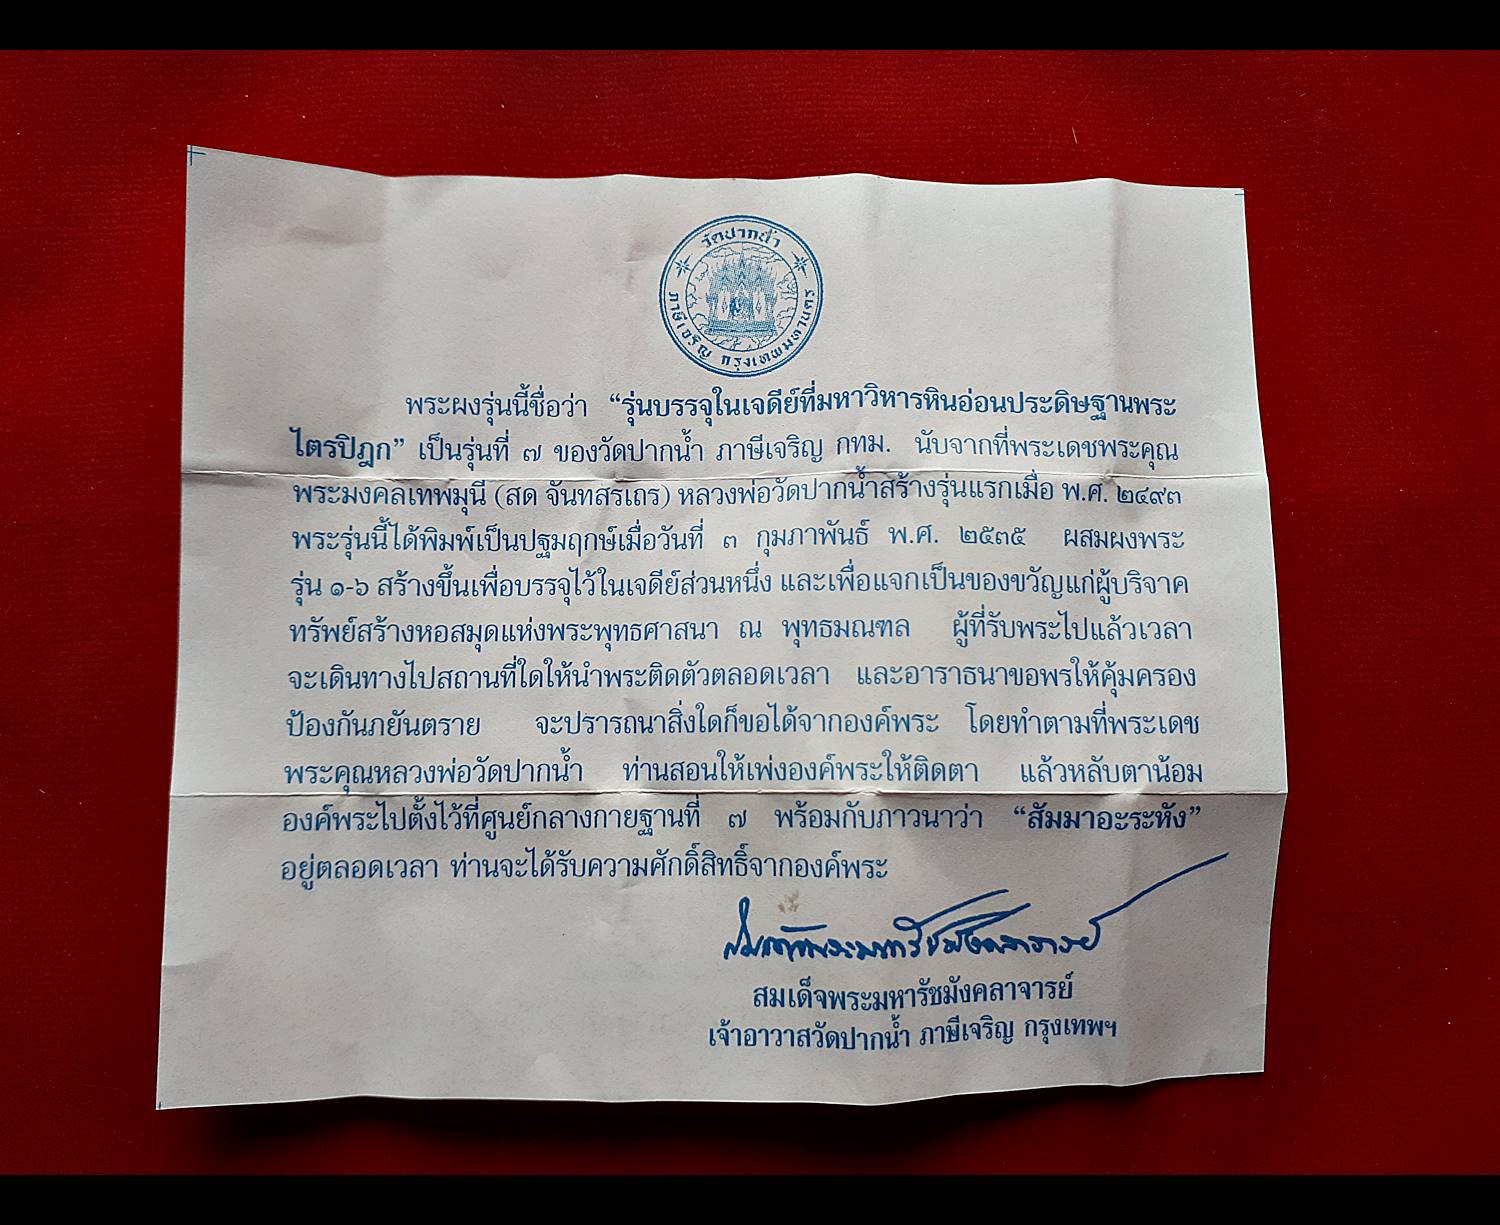 วัดปากน้ำ
ภาษีเจริญ กรุงเทพมหานคร
พระผงรุ่นนี้ชื่อว่า “รุ่นบรรจุในเจดีย์ที่มหาวิหารหินอ่อนประดิษฐานพระ
ไตรปิฎก” เป็นรุ่นที่ ๗ ของวัดปากน้ำ ภาษีเจริญ กทม. นับจากที่พระเดชพระคุณ
พระมงคลเทพมุนี (สด จันทสรเถร) หลวงพ่อวัดปากน้ำสร้างรุ่นแรกเมื่อ พ.ศ. ๒๔๙๓
พระรุ่นนี้ได้พิมพ์เป็นปฐมฤกษ์เมื่อวันที่ ๓ กุมภาพันธ์ พ.ศ. ๒๕๓๕ ผสมผงพระ
รุ่น ๑-๖ สร้างขึ้นเพื่อบรรจุไว้ในเจดีย์ส่วนหนึ่ง และเพื่อแจกเป็นของขวัญแก่ผู้บริจาค
ทรัพย์สร้างหอสมุดแห่งพระพุทธศาสนา ณ พุทธมณฑล ผู้ที่รับพระไปแล้วเวลา
จะเดินทางไปสถานที่ใดให้นำพระติดตัวตลอดเวลา และอาราธนาขอพรให้คุ้มครอง
ป้องกันภยันตราย จะปรารถนาสิ่งใดก็ขอได้จากองค์พระ โดยทำตามที่พระเดช
พระคุณหลวงพ่อวัดปากน้ำ ท่านสอนให้เพ่งองค์พระให้ติดตา แล้วหลับตาน้อม
องค์พระไปตั้งไว้ที่ศูนย์กลางกายฐานที่ ๗ พร้อมกับภาวนาว่า “สัมมาอะระหัง”
อยู่ตลอดเวลา ท่านจะได้รับความศักดิ์สิทธิ์จากองค์พระ
สมเด็จพระมหารัชมังคลาจารย์
สมเด็จพระมหารัชมังคลาจารย์
เจ้าอาวาสวัดปากน้ำ ภาษีเจริญ กรุงเทพฯ